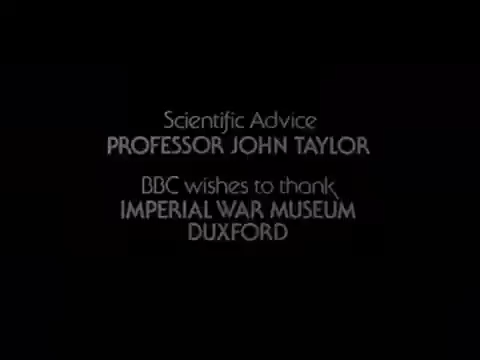 Scientific Advice
PROFESSOR JOHN TAYLOR
BBC wishes to thank
IMPERIAL WAR MUSEUM
DUXFORD